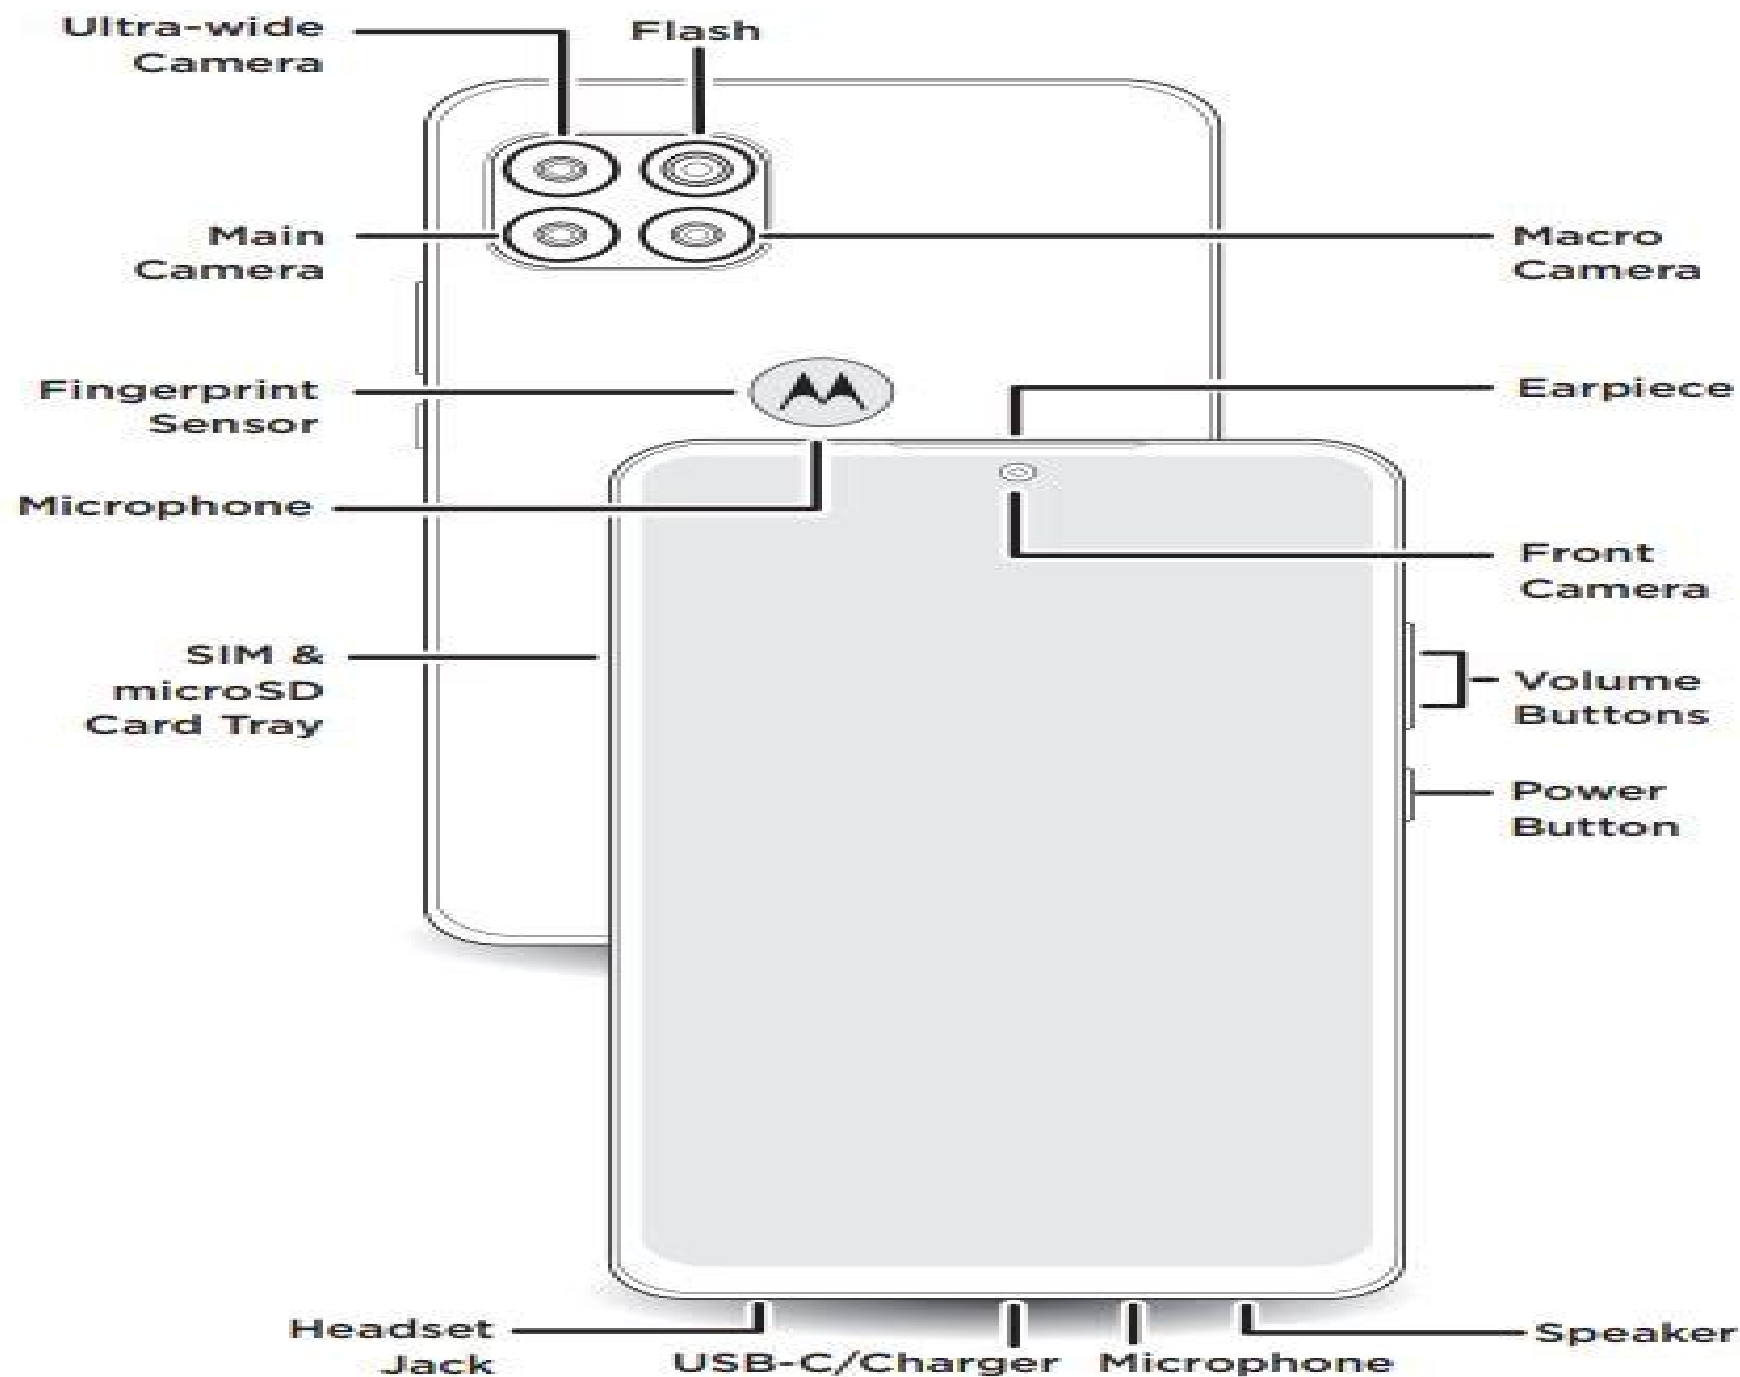 Ultra-wide
Camera
Flash
Main
Camera
Macro
Camera
Fingerprint
Sensor
Earpiece
Microphone
Front
Camera
SIM &
microSD
Card Tray
Volume
Buttons
Power
Button
Headset
Jack
USB-C/Charger
Microphone
Speaker